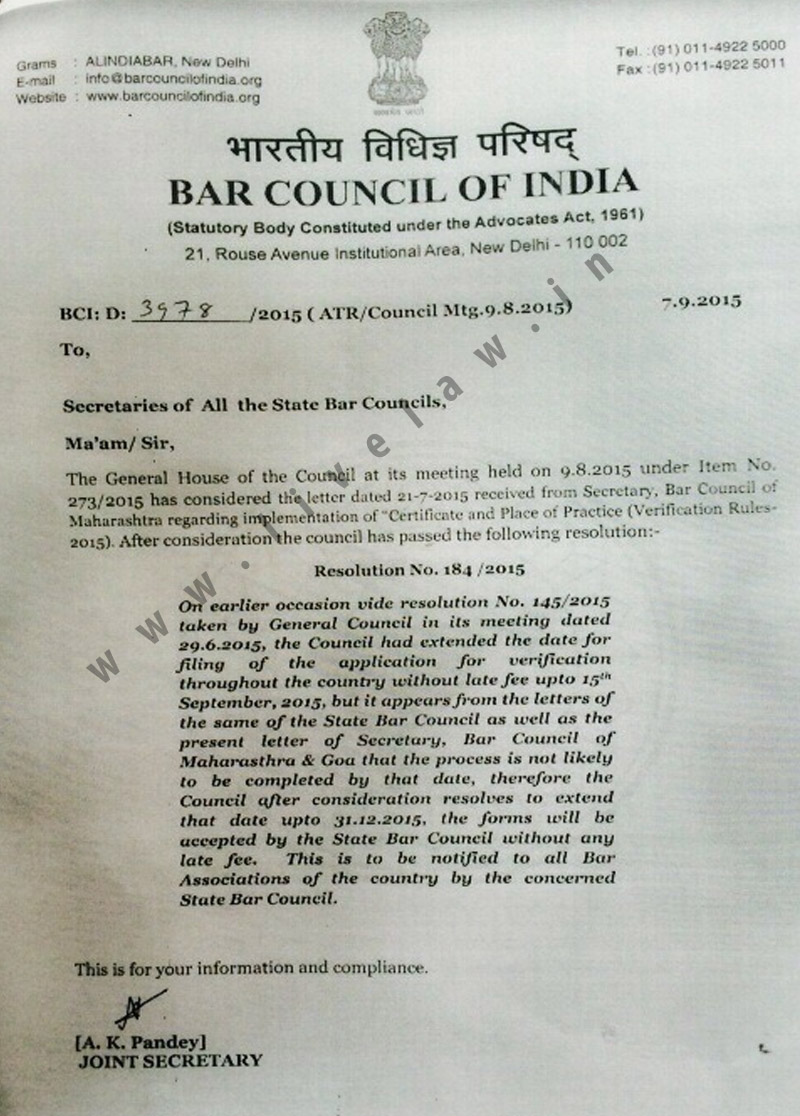 Grams : ALINDIABAR, New Delhi
E-mail : info@barcouncilofindia.org
Website : www.barcouncilofindia.org
Tel. :(91) 011-4922 5000
Fax :(91) 011-4922 5011
भारतीय विधिज्ञ परिषद्
BAR COUNCIL OF INDIA
(Statutory Body Constituted under the Advocates Act, 1961)
21, Rouse Avenue Institutional Area, New Delhi - 110 002
BCI: D: 3978 /2015 ( ATR/Council Mtg.9.8.2015) 7.9.2015
To,
Secretaries of All the State Bar Councils,
Ma'am/ Sir,
The General House of the Council at its meeting held on 9.8.2015 under Item No.
273/2015 has considered the letter dated 21-7-2015 received from Secretary, Bar Council of
Maharashtra regarding implementation of "Certificate and Place of Practice (Verification Rules-
2015). After consideration the council has passed the following resolution:-
Resolution No. 184 /2015
On earlier occasion vide resolution No. 145/2015
taken by General Council in its meeting dated
29.6.2015, the Council had extended the date for
filing of the application for verification
throughout the country without late fee upto 15th
September, 2015, but it appears from the letters of
the same of the State Bar Council as well as the
present letter of Secretary, Bar Council of
Maharasthra & Goa that the process is not likely
to be completed by that date, therefore the
Council after consideration resolves to extend
that date upto 31.12.2015, the forms will be
accepted by the State Bar Council without any
late fee. This is to be notified to all Bar
Associations of the country by the concerned
State Bar Council.
This is for your information and compliance.
[A. K. Pandey]
JOINT SECRETARY
www.livelaw.in